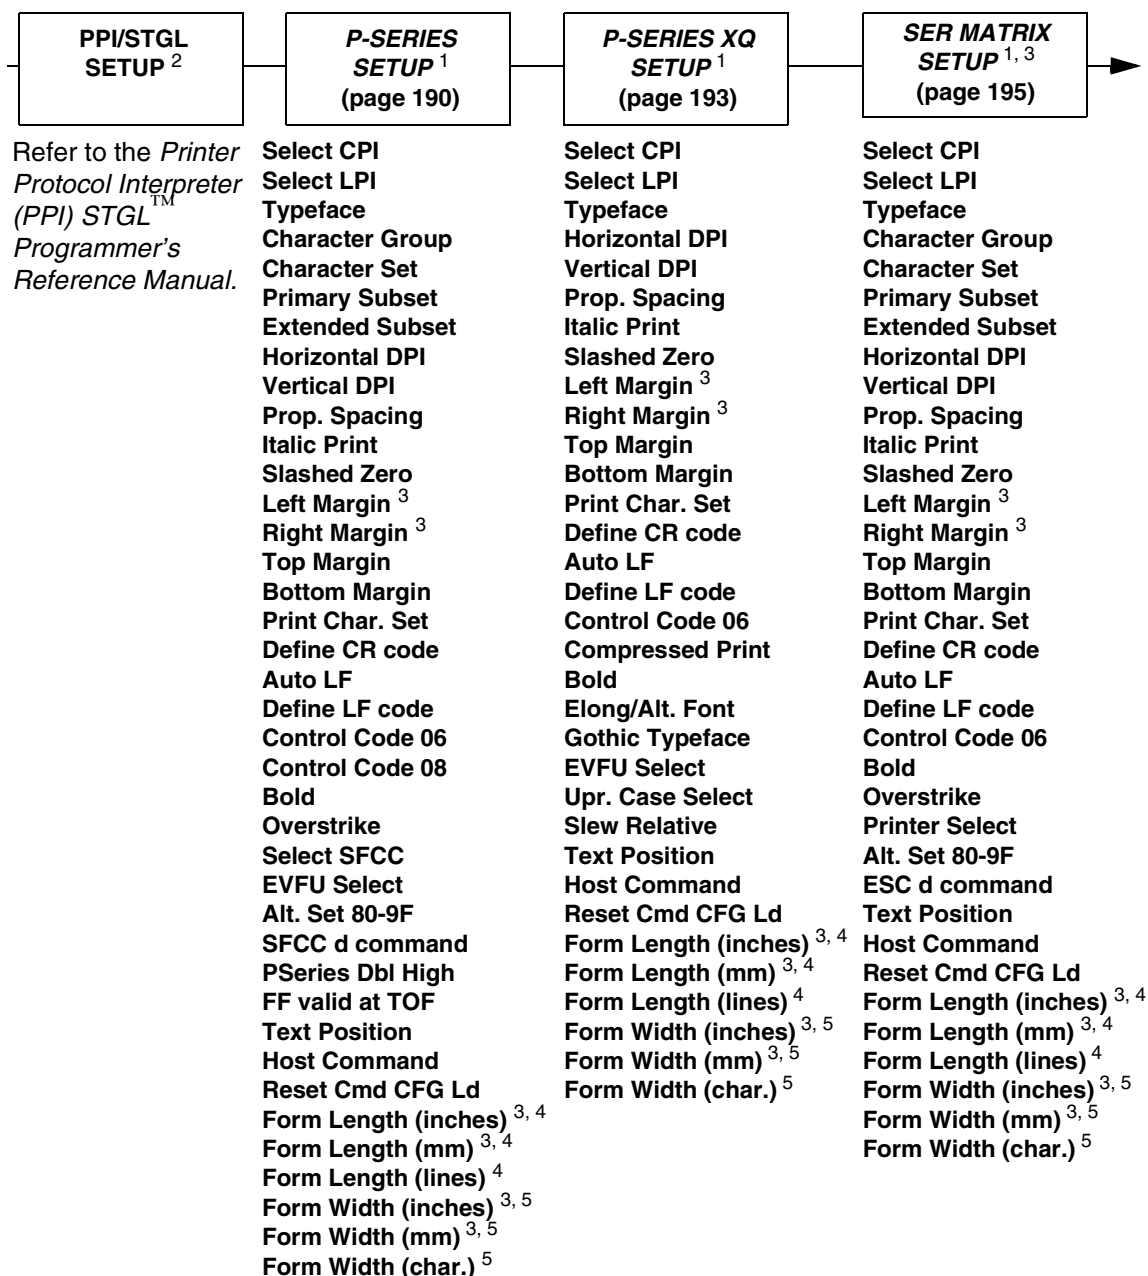 PPI/STGL
SETUP 2
Refer to the Printer
Protocol Interpreter
(PPI) STGL™
Programmer's
Reference Manual.
P-SERIES
SETUP 1
(page 190)
Select CPI
Select LPI
Typeface
Character Group
Character Set
Primary Subset
Extended Subset
Horizontal DPI
Vertical DPI
Prop. Spacing
Italic Print
Slashed Zero
Left Margin 3
Right Margin 3
Top Margin
Bottom Margin
Print Char. Set
Define CR code
Auto LF
Define LF code
Control Code 06
Control Code 08
Bold
Overstrike
Select SFCC
EVFU Select
Alt. Set 80-9F
SFCC d command
PSeries Dbl High
FF valid at TOF
Text Position
Host Command
Reset Cmd CFG Ld
Form Length (inches) 3, 4
Form Length (mm) 3, 4
Form Length (lines) 4
Form Width (inches) 3, 5
Form Width (mm) 3, 5
Form Width (char.) 5
P-SERIES XQ
SETUP 1
(page 193)
Select CPI
Select LPI
Typeface
Horizontal DPI
Vertical DPI
Prop. Spacing
Italic Print
Slashed Zero
Left Margin 3
Right Margin 3
Top Margin
Bottom Margin
Print Char. Set
Define CR code
Auto LF
Define LF code
Control Code 06
Compressed Print
Bold
Elong/Alt. Font
Gothic Typeface
EVFU Select
Upr. Case Select
Slew Relative
Text Position
Host Command
Reset Cmd CFG Ld
Form Length (inches) 3, 4
Form Length (mm) 3, 4
Form Length (lines) 4
Form Width (inches) 3, 5
Form Width (mm) 3, 5
Form Width (char.) 5
SER MATRIX
SETUP 1, 3
(page 195)
Select CPI
Select LPI
Typeface
Character Group
Character Set
Primary Subset
Extended Subset
Horizontal DPI
Vertical DPI
Prop. Spacing
Italic Print
Slashed Zero
Left Margin 3
Right Margin 3
Top Margin
Bottom Margin
Print Char. Set
Define CR code
Auto LF
Define LF code
Control Code 06
Bold
Overstrike
Printer Select
Alt. Set 80-9F
ESC d command
Text Position
Host Command
Reset Cmd CFG Ld
Form Length (inches) 3, 4
Form Length (mm) 3, 4
Form Length (lines) 4
Form Width (inches) 3, 5
Form Width (mm) 3, 5
Form Width (char.) 5